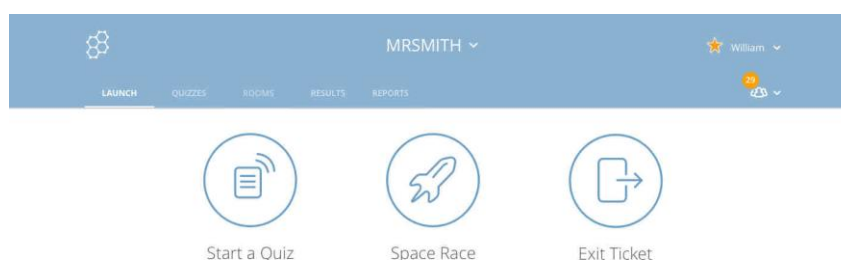 MRSMITH
William
LAUNCH QUIZZES ROOMS RESULTS REPORTS
29
Start a Quiz Space Race Exit Ticket